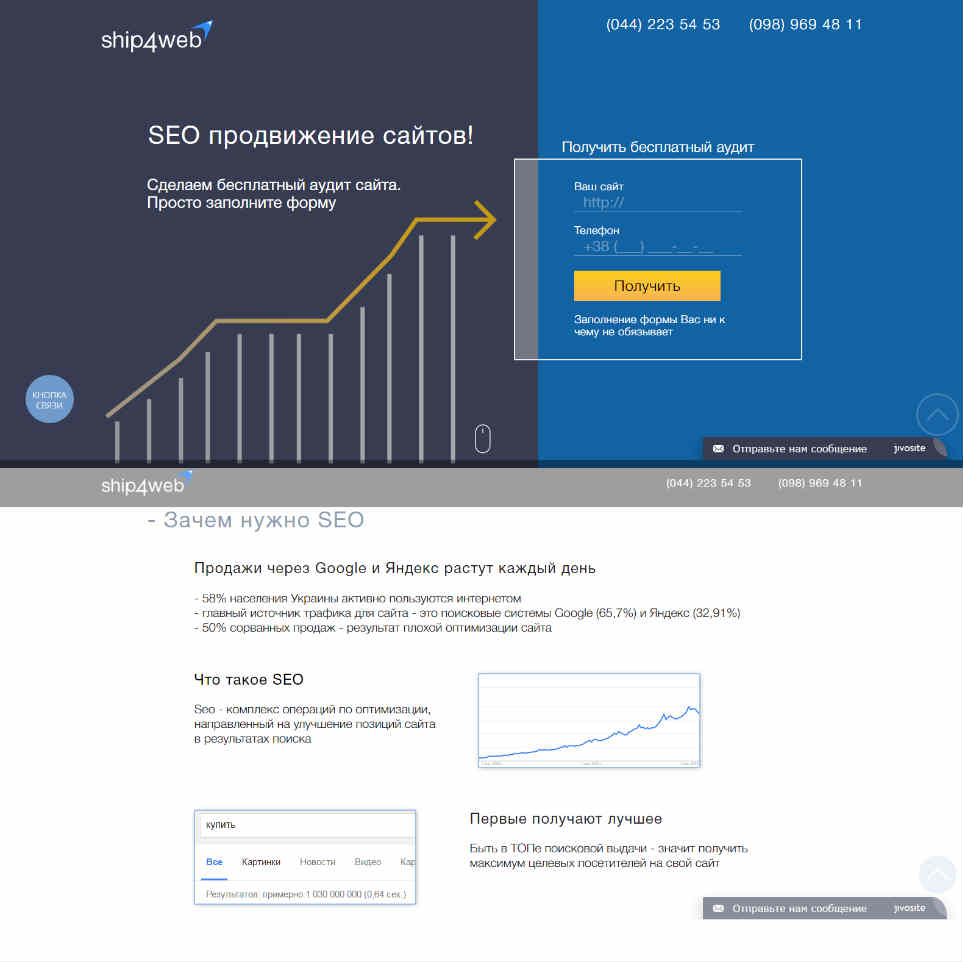 ship4web
(044) 223 54 53 (098) 969 48 11
SEO продвижение сайтов!
Сделаем бесплатный аудит сайта.
Просто заполните форму
Получить бесплатный аудит
Ваш сайт
http://
Телефон
+38 (___) ___-__-__
Получить
Заполнение формы Вас ни к
чему не обязывает
КНОПКА
СВЯЗИ
Отправьте нам сообщение jivosite
ship4web
(044) 223 54 53 (098) 969 48 11
- Зачем нужно SEO
Продажи через Google и Яндекс растут каждый день
- 58% населения Украины активно пользуются интернетом
- главный источник трафика для сайта - это поисковые системы Google (65,7%) и Яндекс (32,91%)
- 50% сорванных продаж - результат плохой оптимизации сайта
Что такое SEO
Seo - комплекс операций по оптимизации,
направленный на улучшение позиций сайта
в результатах поиска
купить
Все Картинки Новости Видео Кар
Результатов: примерно 1 030 000 000 (0,64 сек.)
Первые получают лучшее
Быть в ТОПе поисковой выдачи - значит получить
максимум целевых посетителей на свой сайт
Отправьте нам сообщение jivosite